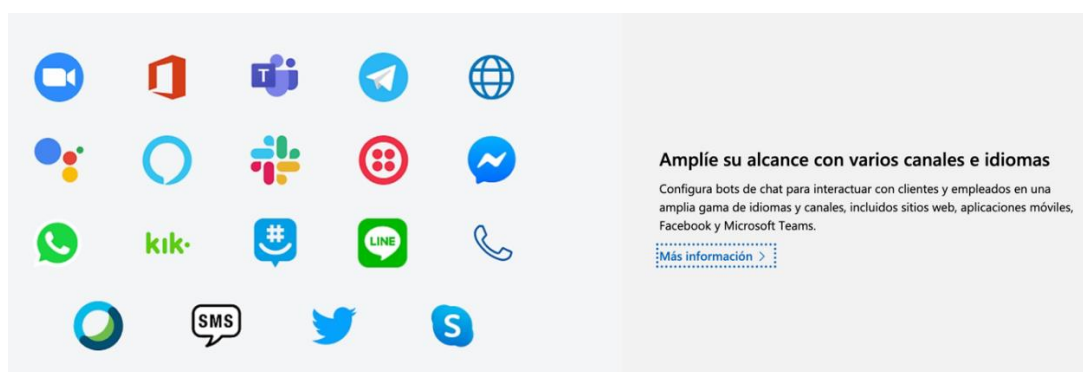 T
kik·
#
LINE
SMS
S
Amplíe su alcance con varios canales e idiomas
Configura bots de chat para interactuar con clientes y empleados en una
amplia gama de idiomas y canales, incluidos sitios web, aplicaciones móviles,
Facebook y Microsoft Teams.
Más información >